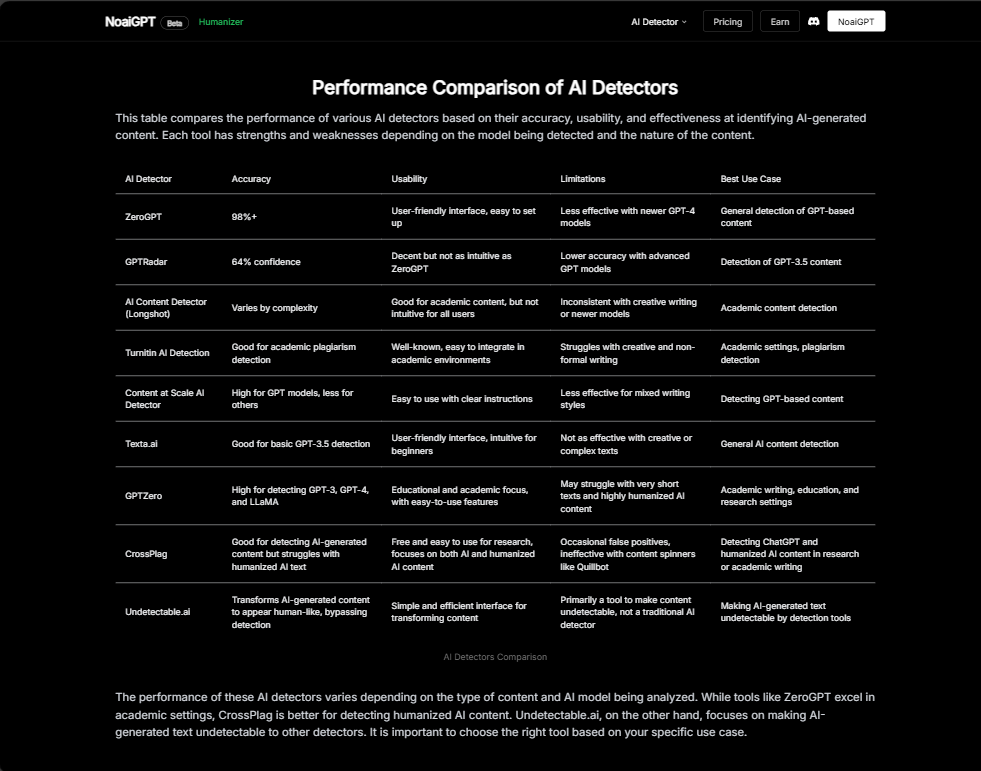 NoaiGPT Beta Humanizer AI Detector Pricing Earn NoaiGPT
Performance Comparison of AI Detectors
This table compares the performance of various AI detectors based on their accuracy, usability, and effectiveness at identifying AI-generated
content. Each tool has strengths and weaknesses depending on the model being detected and the nature of the content.
AI Detector Accuracy Usability Limitations Best Use Case
ZeroGPT
98%+
User-friendly interface, easy to set
up
Less effective with newer GPT-4
models
General detection of GPT-based
content
GPTRadar
64% confidence
Decent but not as intuitive as
ZeroGPT
Lower accuracy with advanced
GPT models
Detection of GPT-3.5 content
AI Content Detector
(Longshot)
Varies by complexity
Good for academic content, but not
intuitive for all users
Inconsistent with creative writing
or newer models
Academic content detection
Turnitin AI Detection
Good for academic plagiarism
detection
Well-known, easy to integrate in
academic environments
Struggles with creative and non-
formal writing
Academic settings, plagiarism
detection
Content at Scale AI
Detector
High for GPT models, less for
others
Easy to use with clear instructions
Less effective for mixed writing
styles
Detecting GPT-based content
Texta.ai
Good for basic GPT-3.5 detection
User-friendly interface, intuitive for
beginners
Not as effective with creative or
complex texts
General AI content detection
GPTZero
High for detecting GPT-3, GPT-4,
and LLaMA
Educational and academic focus,
with easy-to-use features
May struggle with very short
texts and highly humanized AI
content
Academic writing, education, and
research settings
CrossPlag
Good for detecting AI-generated
content but struggles with
humanized AI text
Free and easy to use for research,
focuses on both AI and humanized
AI content
Occasional false positives,
ineffective with content spinners
like Quillbot
Detecting ChatGPT and
humanized AI content in research
or academic writing
Undetectable.ai
Transforms AI-generated content
to appear human-like, bypassing
detection
Simple and efficient interface for
transforming content
Primarily a tool to make content
undetectable, not a traditional AI
detector
Making AI-generated text
undetectable by detection tools
AI Detectors Comparison
The performance of these AI detectors varies depending on the type of content and AI model being analyzed. While tools like ZeroGPT excel in
academic settings, CrossPlag is better for detecting humanized AI content. Undetectable.ai, on the other hand, focuses on making AI-
generated text undetectable to other detectors. It is important to choose the right tool based on your specific use case.